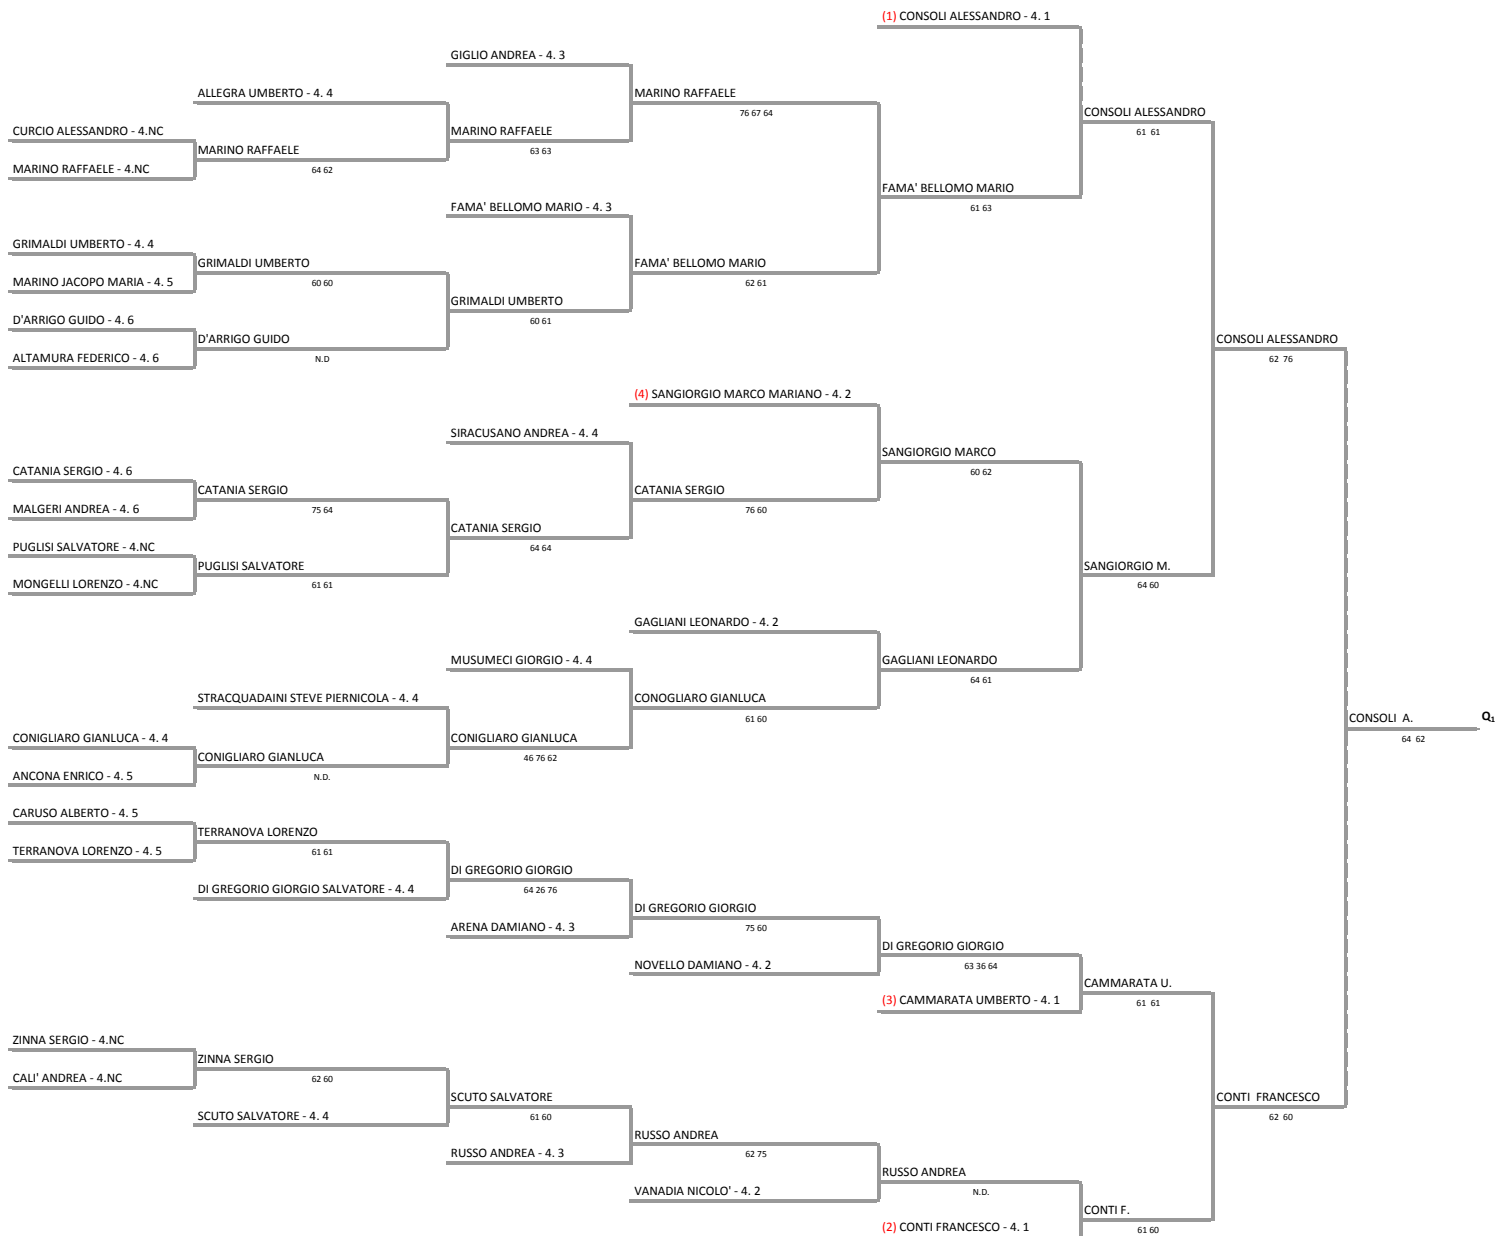 (1) CONSOLI ALESSANDRO - 4. 1
GIGLIO ANDREA - 4. 3
ALLEGRA UMBERTO - 4. 4
MARINO RAFFAELE
76 67 64
CONSOLI ALESSANDRO
61 61
CURCIO ALESSANDRO - 4.NC
MARINO RAFFAELE
63 63
MARINO RAFFAELE
64 62
MARINO RAFFAELE - 4.NC
FAMA' BELLOMO MARIO
61 63
FAMA' BELLOMO MARIO - 4. 3
GRIMALDI UMBERTO - 4. 4
GRIMALDI UMBERTO
60 60
FAMA' BELLOMO MARIO
62 61
MARINO JACOPO MARIA - 4. 5
GRIMALDI UMBERTO
60 61
D'ARRIGO GUIDO - 4. 6
D'ARRIGO GUIDO
N.D
CONSOLI ALESSANDRO
62 76
ALTAMURA FEDERICO - 4. 6
(4) SANGIORGIO MARCO MARIANO - 4. 2
SIRACUSANO ANDREA - 4. 4
SANGIORGIO MARCO
60 62
CATANIA SERGIO - 4. 6
CATANIA SERGIO
75 64
CATANIA SERGIO
76 60
MALGERI ANDREA - 4. 6
CATANIA SERGIO
64 64
PUGLISI SALVATORE - 4.NC
PUGLISI SALVATORE
61 61
SANGIORGIO M.
64 60
MONGELLI LORENZO - 4.NC
GAGLIANI LEONARDO - 4. 2
MUSUMECI GIORGIO - 4. 4
GAGLIANI LEONARDO
64 61
STRACQUADAINI STEVE PIERNICOLA - 4. 4
CONOGLIARO GIANLUCA
61 60
CONSOLI A.
64 62
Q1
CONIGLIARO GIANLUCA - 4. 4
CONIGLIARO GIANLUCA
46 76 62
CONIGLIARO GIANLUCA
N.D.
ANCONA ENRICO - 4. 5
CARUSO ALBERTO - 4. 5
TERRANOVA LORENZO
61 61
TERRANOVA LORENZO - 4. 5
DI GREGORIO GIORGIO
64 26 76
DI GREGORIO GIORGIO SALVATORE - 4. 4
DI GREGORIO GIORGIO
75 60
ARENA DAMIANO - 4. 3
DI GREGORIO GIORGIO
63 36 64
NOVELLO DAMIANO - 4. 2
CAMMARATA U.
61 61
(3) CAMMARATA UMBERTO - 4. 1
ZINNA SERGIO - 4.NC
ZINNA SERGIO
62 60
CALI' ANDREA - 4.NC
SCUTO SALVATORE
61 60
CONTI FRANCESCO
62 60
SCUTO SALVATORE - 4. 4
RUSSO ANDREA
62 75
RUSSO ANDREA - 4. 3
RUSSO ANDREA
N.D.
VANADIA NICOLO' - 4. 2
CONTI F.
61 60
(2) CONTI FRANCESCO - 4. 1